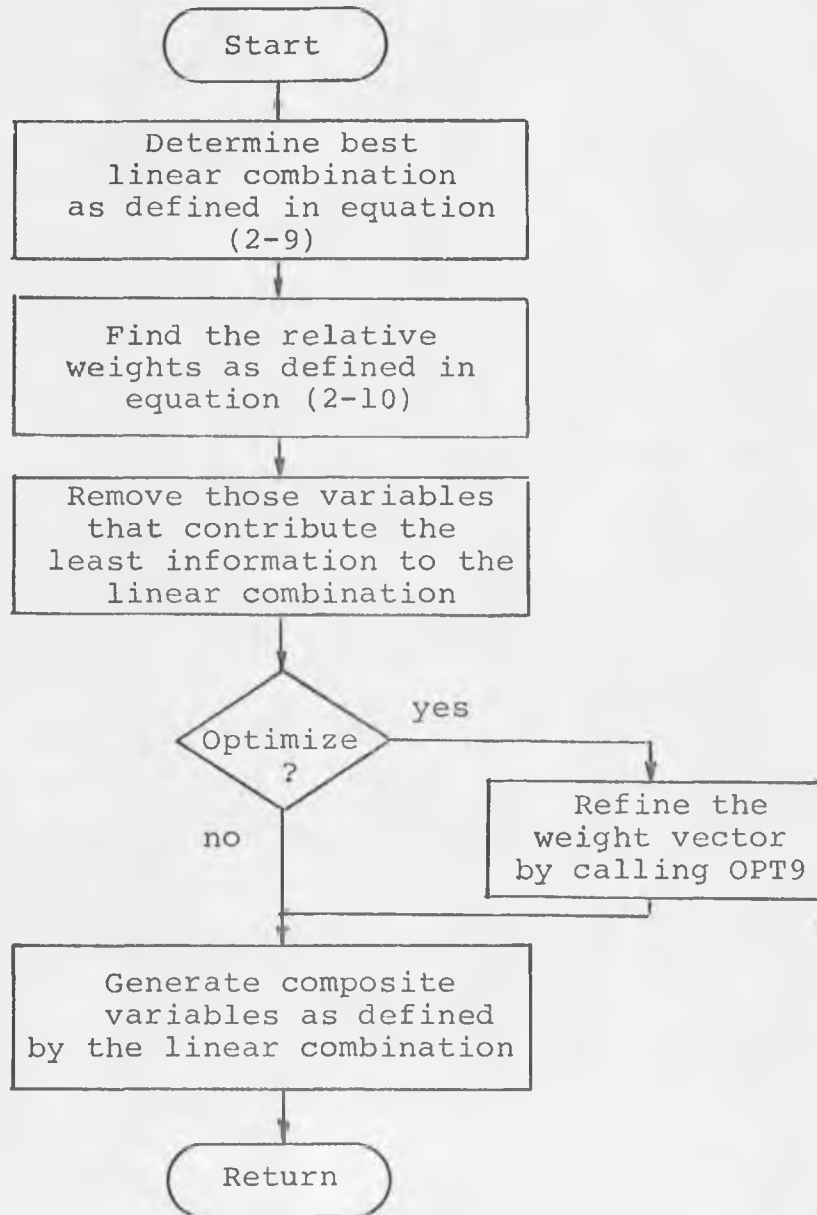 Start
Determine best
linear combination
as defined in equation
(2-9)
Find the relative
weights as defined in
equation (2-10)
Remove those variables
that contribute the
least information to the
linear combination
Optimize
?
yes
no
Refine the
weight vector
by calling OPT9
Generate composite
variables as defined
by the linear combination
Return